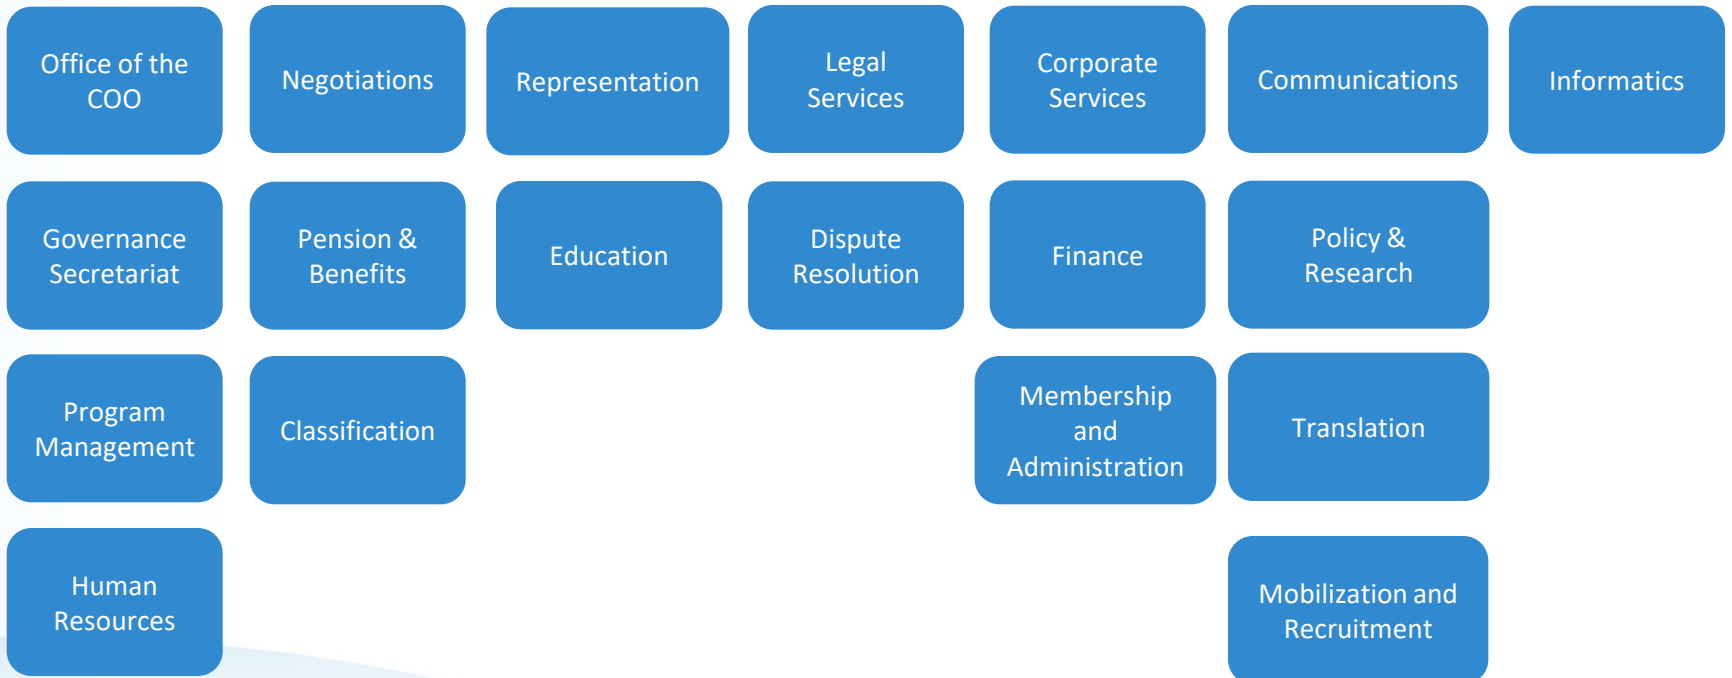 Office of the
COO
Negotiations
Representation
Legal
Services
Corporate
Services
Communications
Informatics
Governance
Secretariat
Pension &
Benefits
Education
Dispute
Resolution
Finance
Policy &
Research
Program
Management
Classification
Membership
and
Administration
Translation
Human
Resources
Mobilization and
Recruitment